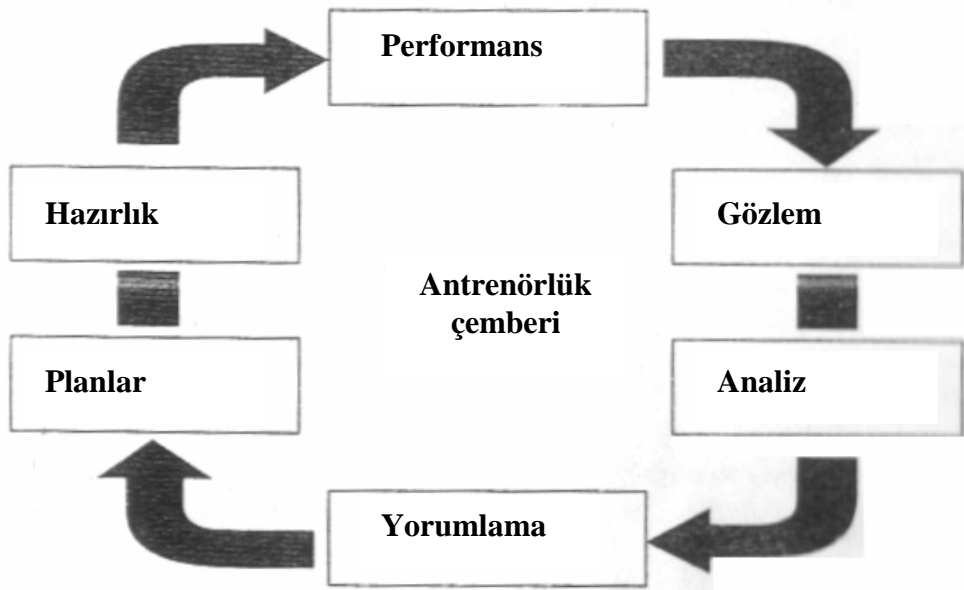 Performans
Hazırlık
Gözlem
Antrenörlük
çemberi
Planlar
Analiz
Yorumlama